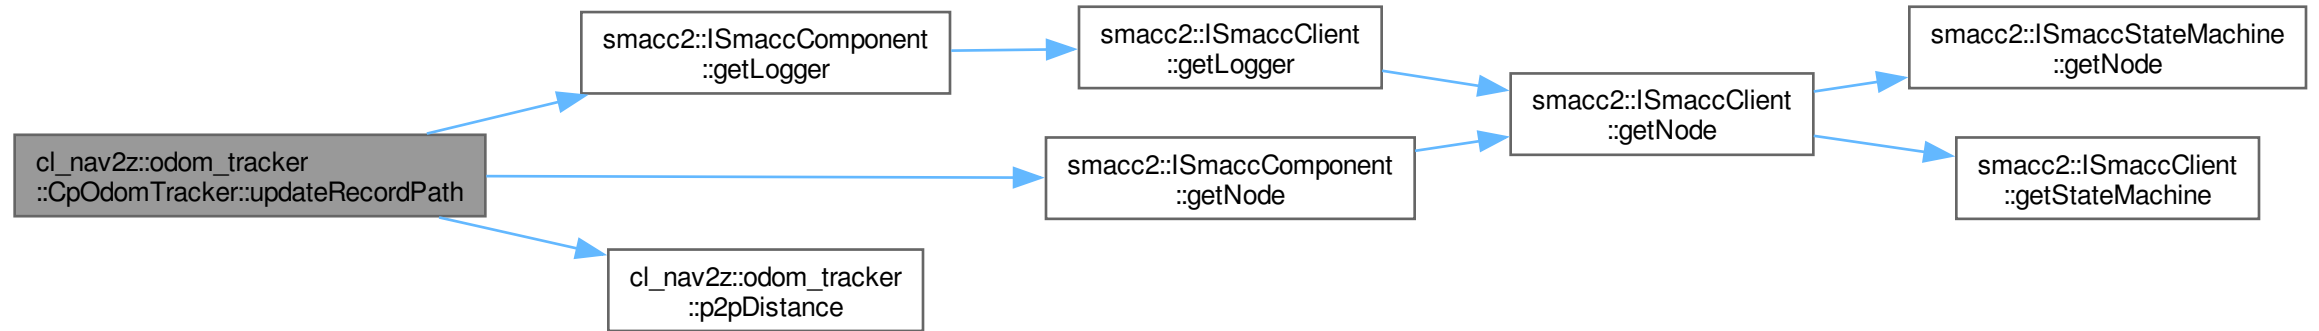 cl_nav2z::odom_tracker
::CpOdomTracker::updateRecordPath
smacc2::ISmaccComponent
::getLogger
smacc2::ISmaccClient
::getLogger
smacc2::ISmaccComponent
::getNode
smacc2::ISmaccClient
::getNode
smacc2::ISmaccStateMachine
::getNode
smacc2::ISmaccClient
::getStateMachine
cl_nav2z::odom_tracker
::p2pDistance